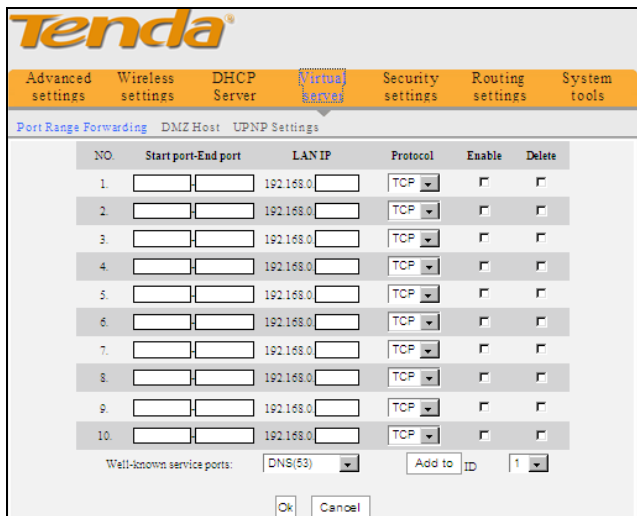 Tenda®
Advanced settings Wireless settings DHCP Server Virtual server Security settings Routing settings System tools
Port Range Forwarding DMZ Host UPNP Settings
NO. Start port-End port LAN IP Protocol Enable Delete
1. - 192.168.0. TCP
2. - 192.168.0. TCP
3. - 192.168.0. TCP
4. - 192.168.0. TCP
5. - 192.168.0. TCP
6. - 192.168.0. TCP
7. - 192.168.0. TCP
8. - 192.168.0. TCP
9. - 192.168.0. TCP
10. - 192.168.0. TCP
Well-known service ports: DNS(53) Add to ID 1
Ok Cancel